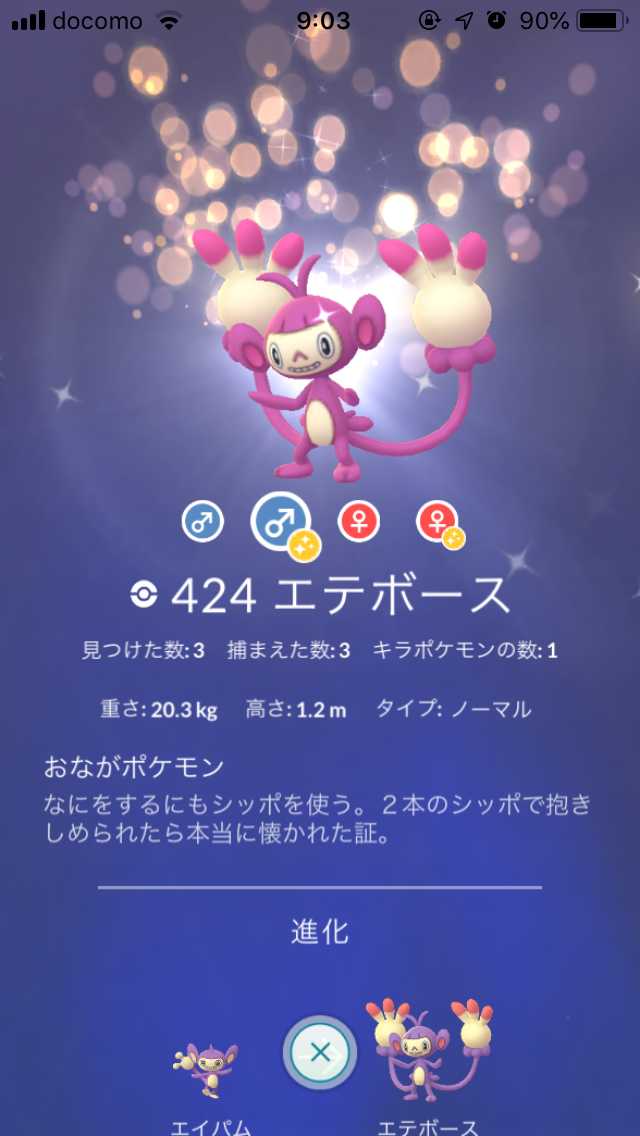 docomo 9:03 90%
424 エテボース
見つけた数: 3 捕まえた数: 3 キラポケモンの数: 1
重さ: 20.3 kg 高さ: 1.2 m タイプ: ノーマル
おながポケモン
なにをするにもシッポを使う。２本のシッポで抱き
しめられたら本当に懐かれた証。
進化
エイパム エテボース